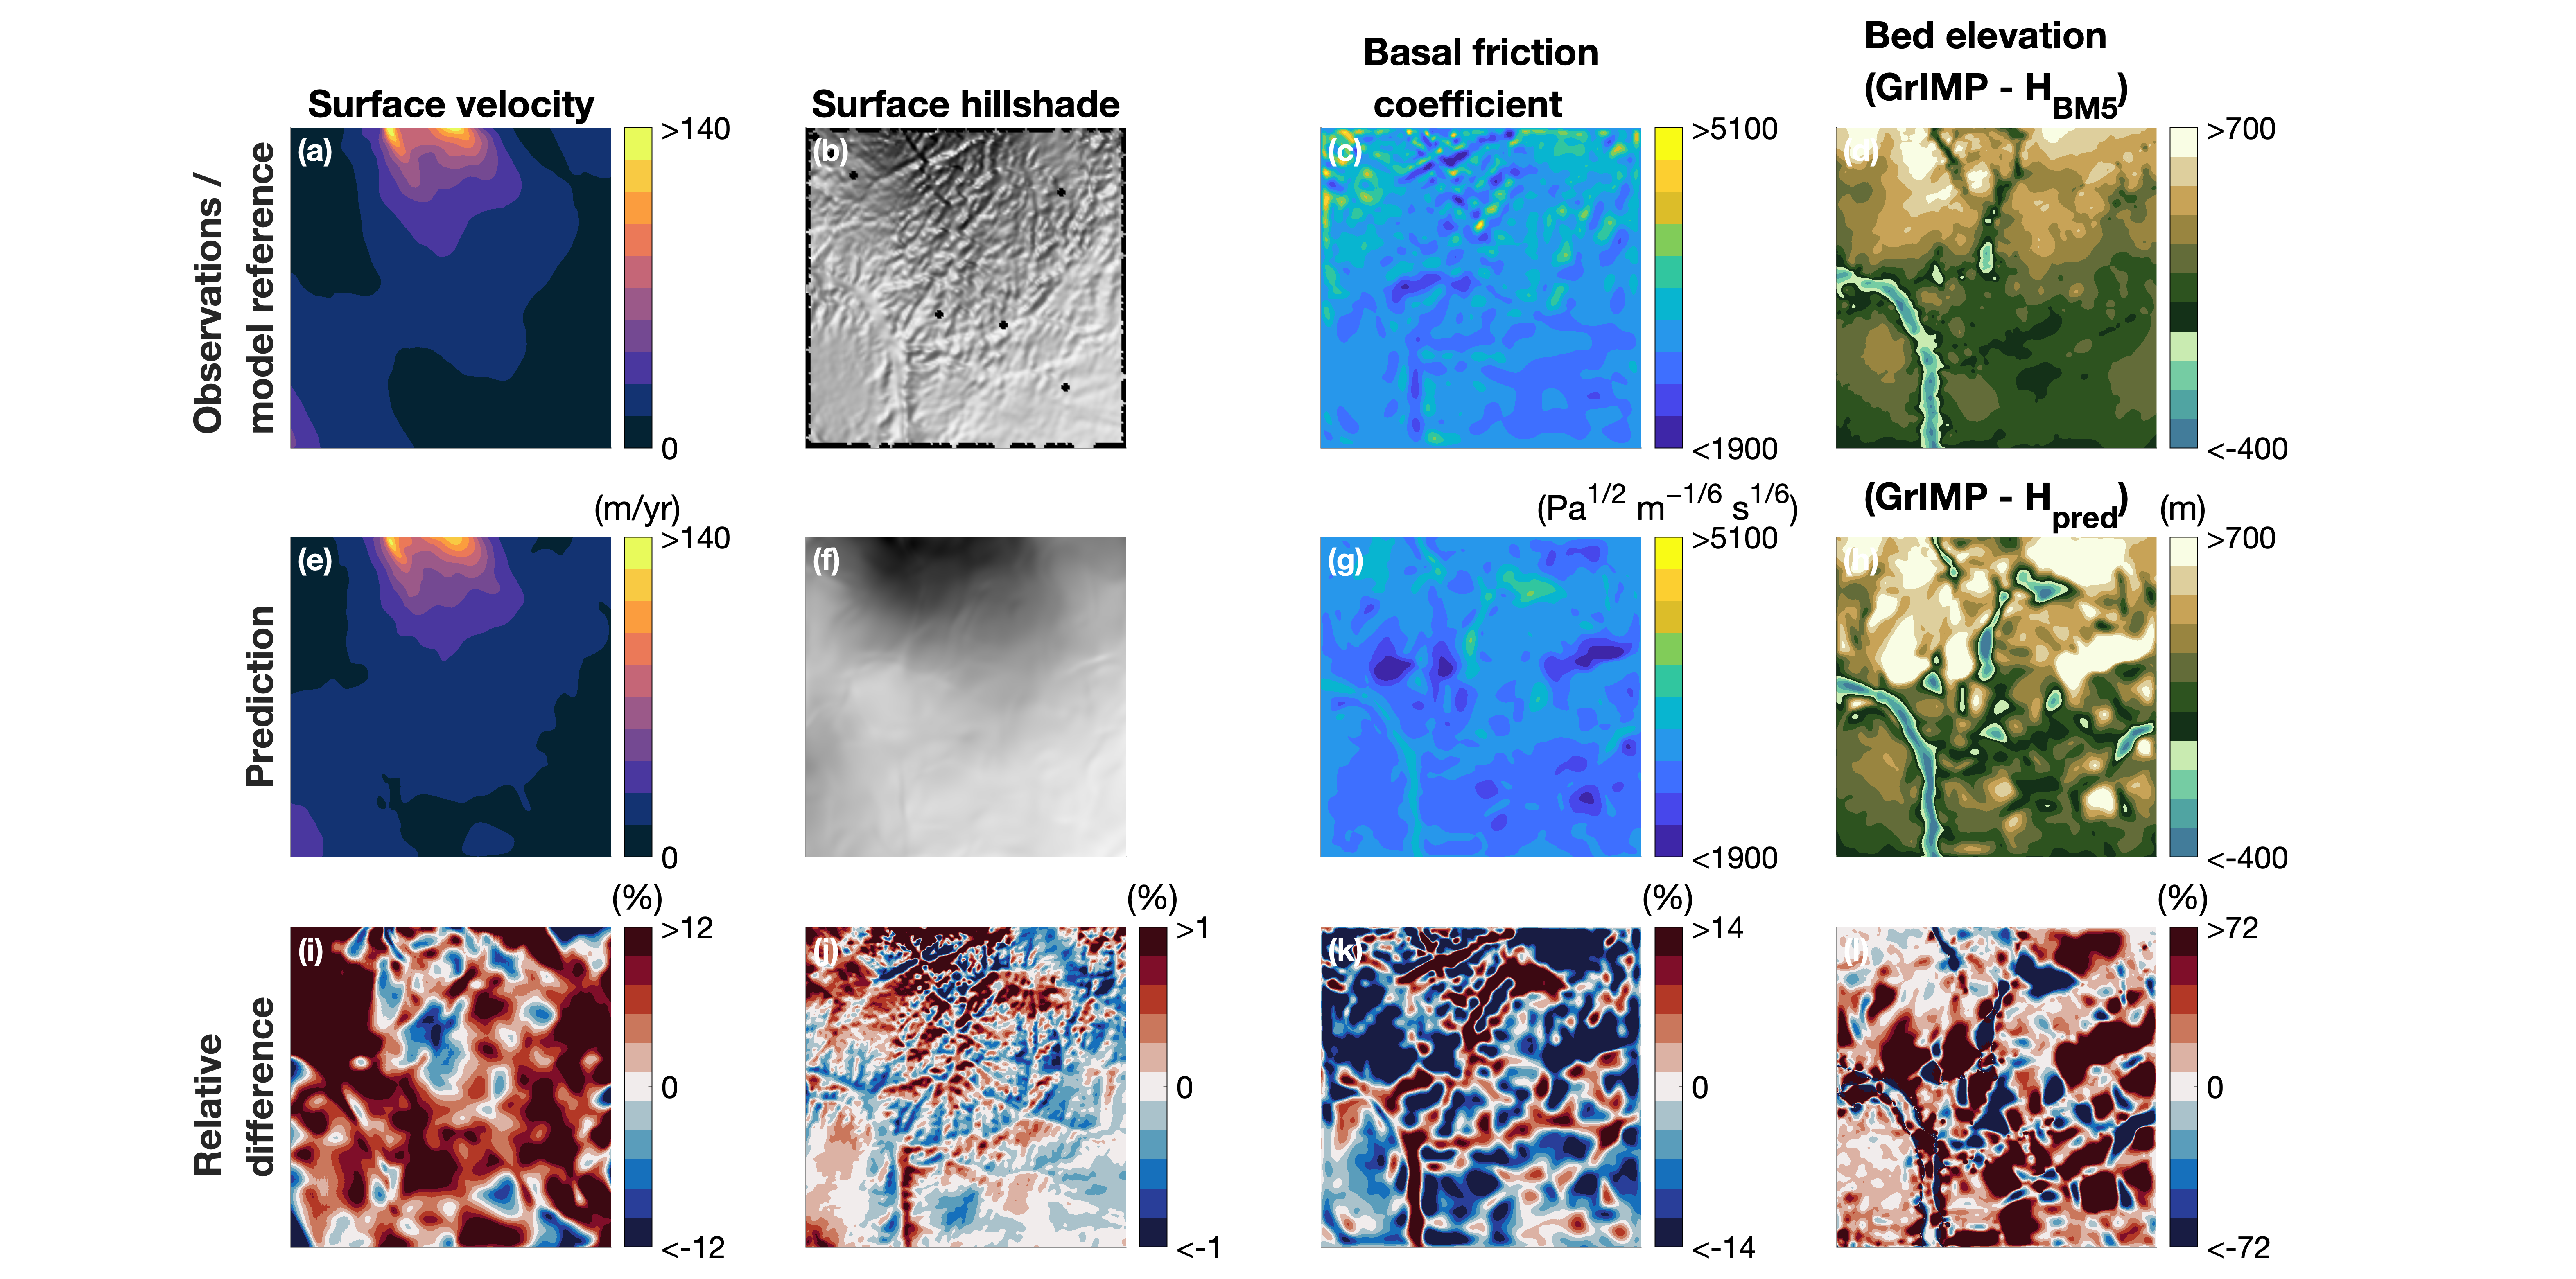 Surface velocity
Surface hillshade
Basal friction
coefficient
Bed elevation
(GrIMP - H_BM5)
Observations /
model reference
(a)
>140
0
(b)
(c)
>5100
<1900
(d)
>700
<-400
(m/yr)
(Pa^1/2 m^−1/6 s^1/6)
(GrIMP - H_pred) (m)
Prediction
(e)
>140
0
(f)
(g)
>5100
<1900
(h)
>700
<-400
Relative
difference
(%)
(i)
>12
0
<-12
(%)
(j)
>1
0
<-1
(%)
(k)
>14
0
<-14
(%)
(l)
>72
0
<-72